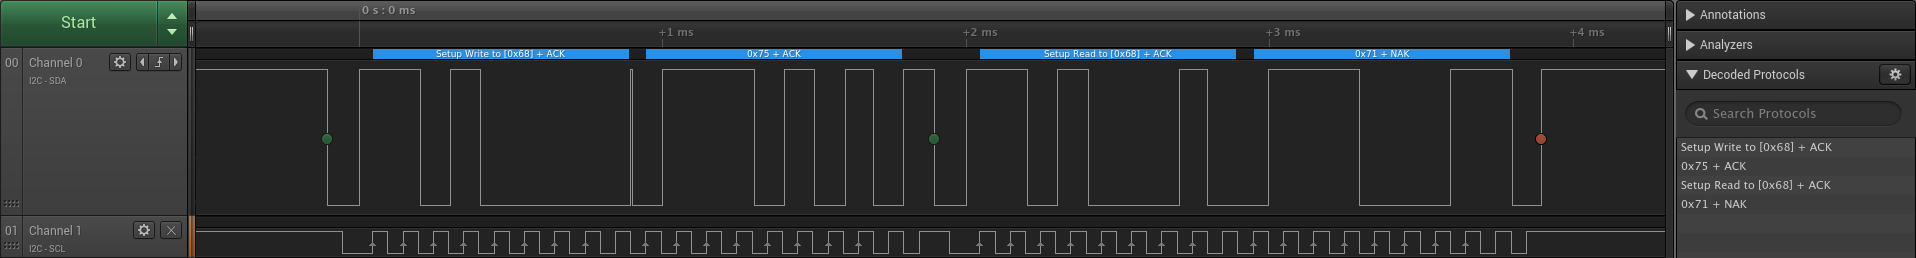 Start
0 s : 0 ms
+1 ms
+2 ms
+3 ms
+4 ms
00
Channel 0
I2C - SDA
Setup Write to [0x68] + ACK
0x75 + ACK
Setup Read to [0x68] + ACK
0x71 + NAK
01
Channel 1
I2C - SCL
Annotations
Analyzers
Decoded Protocols
Search Protocols
Setup Write to [0x68] + ACK
0x75 + ACK
Setup Read to [0x68] + ACK
0x71 + NAK